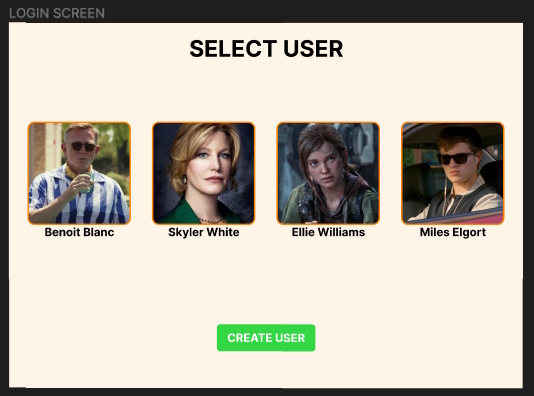 LOGIN SCREEN
SELECT USER
Benoit Blanc
Skyler White
Ellie Williams
Miles Elgort
CREATE USER